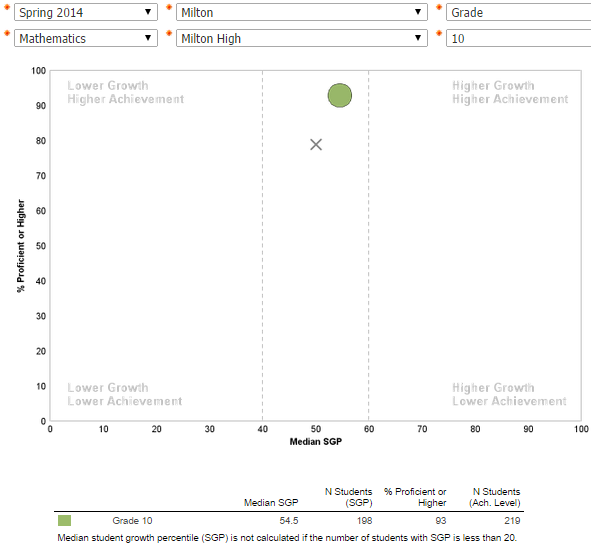 * Spring 2014 ▼ * Milton ▼ * Grade
* Mathematics ▼ * Milton High ▼ * 10
100
90
80
70
60
50
40
30
20
10
0
% Proficient or Higher
Lower Growth
Higher Achievement
Higher Growth
Higher Achievement
Lower Growth
Lower Achievement
Higher Growth
Lower Achievement
0 10 20 30 40 50 60 70 80 90 100
Median SGP
Median SGP N Students (SGP) % Proficient or Higher N Students (Ach. Level)
Grade 10 54.5 198 93 219
Median student growth percentile (SGP) is not calculated if the number of students with SGP is less than 20.